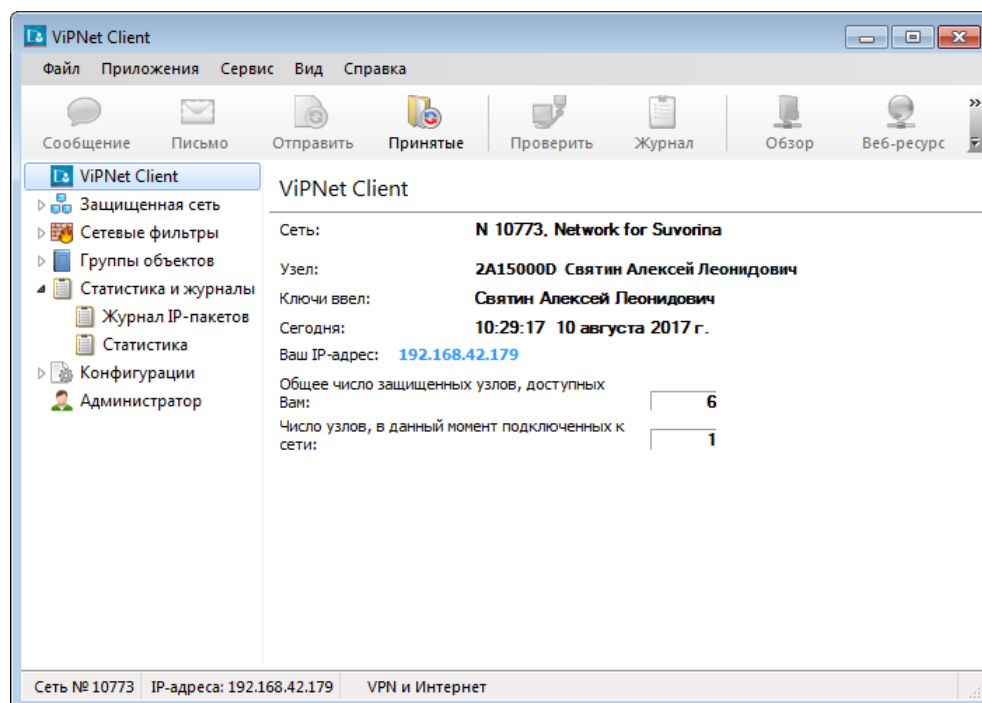 ViPNet Client
Файл Приложения Сервис Вид Справка
Сообщение Письмо Отправить Принятые Проверить Журнал Обзор Веб-ресурс
ViPNet Client
Защищенная сеть
Сетевые фильтры
Группы объектов
Статистика и журналы
Журнал IP-пакетов
Статистика
Конфигурации
Администратор
ViPNet Client
Сеть: N 10773, Network for Suvorina
Узел: 2A15000D Святин Алексей Леонидович
Ключи ввел: Святин Алексей Леонидович
Сегодня: 10:29:17 10 августа 2017 г.
Ваш IP-адрес: 192.168.42.179
Общее число защищенных узлов, доступных
Вам: 6
Число узлов, в данный момент подключенных к
сети: 1
Сеть № 10773 IP-адреса: 192.168.42.179 VPN и Интернет